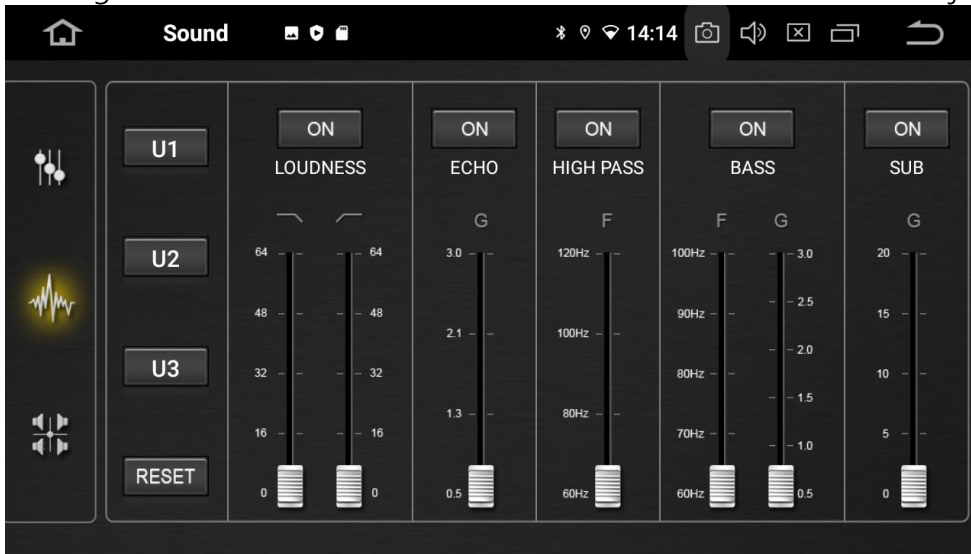 Sound 14:14
U1
U2
U3
RESET
ON ON ON ON ON
LOUDNESS ECHO HIGH PASS BASS SUB
G F F G G
64 64 3.0 120Hz 100Hz 3.0 20
2.5
48 48 90Hz 15
2.1 100Hz
2.0
32 32 80Hz 10
1.5
1.3 80Hz
16 16 70Hz 5
1.0
0 0 0.5 60Hz 60Hz 0.5 0